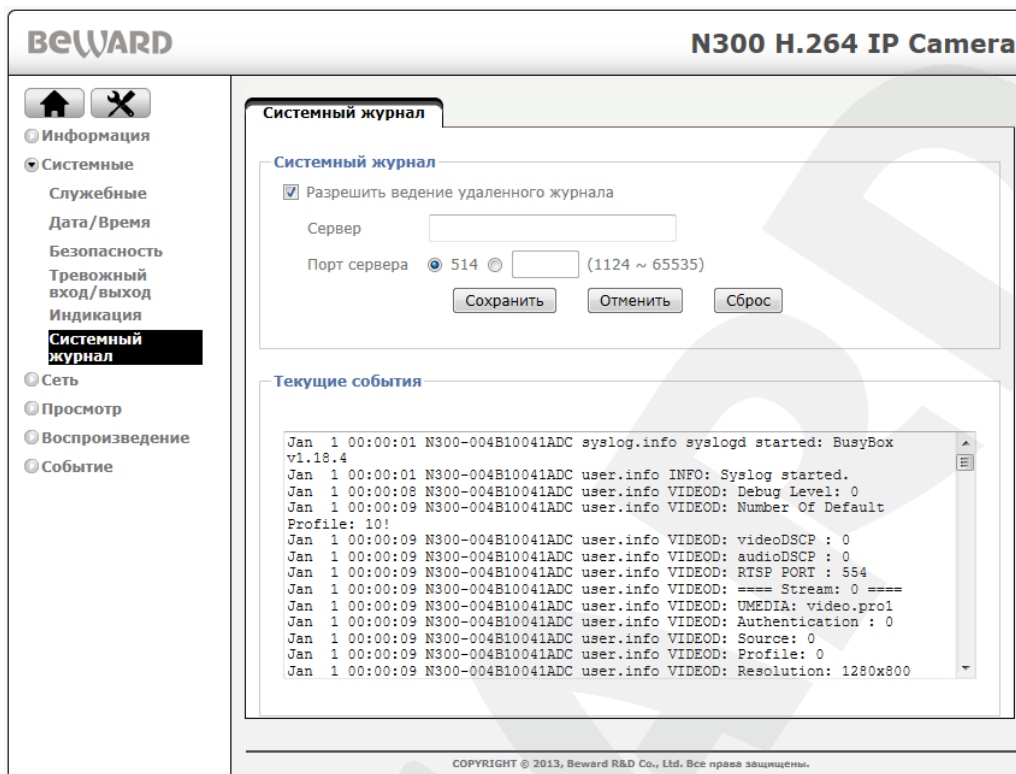 BEWARD
N300 H.264 IP Camera
Информация
Системные
Служебные
Дата/Время
Безопасность
Тревожный
вход/выход
Индикация
Системный
журнал
Сеть
Просмотр
Воспроизведение
Событие
Системный журнал
Системный журнал
Разрешить ведение удаленного журнала
Сервер
Порт сервера 514 (1124 ~ 65535)
Сохранить Отменить Сброс
Текущие события
Jan 1 00:00:01 N300-004B10041ADC syslog.info syslogd started: BusyBox
v1.18.4
Jan 1 00:00:01 N300-004B10041ADC user.info INFO: Syslog started.
Jan 1 00:00:08 N300-004B10041ADC user.info VIDEOD: Debug Level: 0
Jan 1 00:00:09 N300-004B10041ADC user.info VIDEOD: Number Of Default
Profile: 10!
Jan 1 00:00:09 N300-004B10041ADC user.info VIDEOD: videoDSCP : 0
Jan 1 00:00:09 N300-004B10041ADC user.info VIDEOD: audioDSCP : 0
Jan 1 00:00:09 N300-004B10041ADC user.info VIDEOD: RTSP PORT : 554
Jan 1 00:00:09 N300-004B10041ADC user.info VIDEOD: ==== Stream: 0 ====
Jan 1 00:00:09 N300-004B10041ADC user.info VIDEOD: UMEDIA: video.pro1
Jan 1 00:00:09 N300-004B10041ADC user.info VIDEOD: Authentication : 0
Jan 1 00:00:09 N300-004B10041ADC user.info VIDEOD: Source: 0
Jan 1 00:00:09 N300-004B10041ADC user.info VIDEOD: Profile: 0
Jan 1 00:00:09 N300-004B10041ADC user.info VIDEOD: Resolution: 1280x800
COPYRIGHT © 2013, Beward R&D Co., Ltd. Все права защищены.